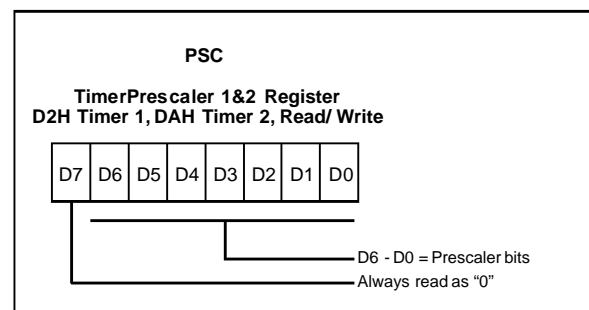 PSC
TimerPrescaler 1&2 Register
D2H Timer 1, DAH Timer 2, Read/ Write
D7 D6 D5 D4 D3 D2 D1 D0
D6 - D0 = Prescaler bits
Always read as “0”